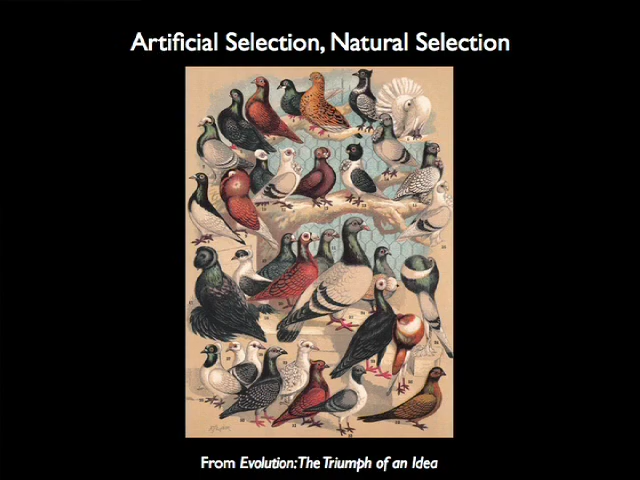 Artificial Selection, Natural Selection
From Evolution: The Triumph of an Idea